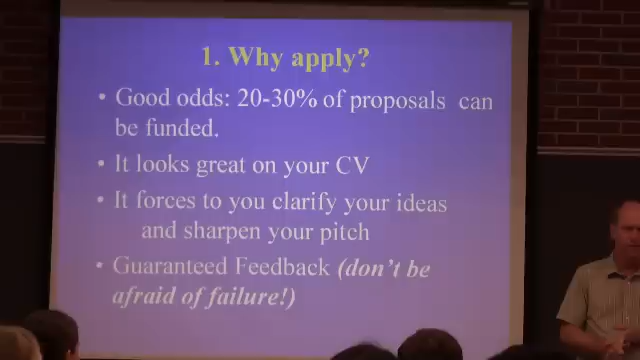 1. Why apply?
• Good odds: 20-30% of proposals can
be funded.
• It looks great on your CV
• It forces to you clarify your ideas
and sharpen your pitch
• Guaranteed Feedback (don't be
afraid of failure!)